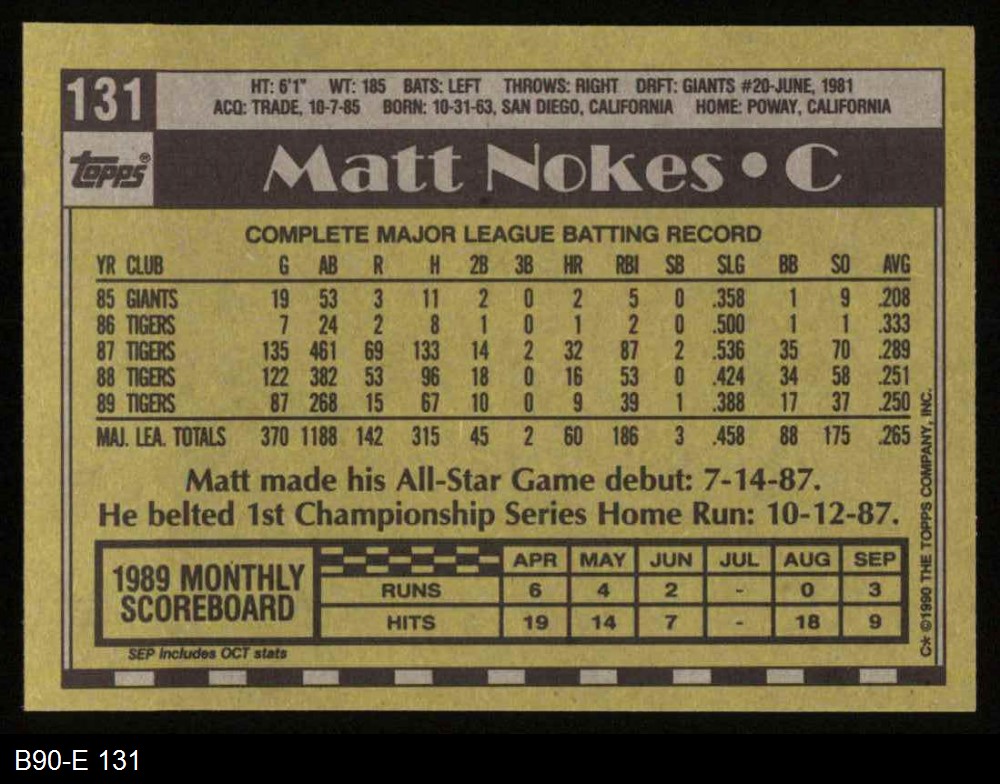 131
HT: 6'1" WT: 185 BATS: LEFT THROWS: RIGHT DRFT: GIANTS #20-JUNE, 1981
ACQ: TRADE, 10-7-85 BORN: 10-31-63, SAN DIEGO, CALIFORNIA HOME: POWAY, CALIFORNIA
topps®
Matt Nokes • C
COMPLETE MAJOR LEAGUE BATTING RECORD
YR CLUB G AB R H 2B 3B HR RBI SB SLG BB SO AVG
85 GIANTS 19 53 3 11 2 0 2 5 0 .358 1 9 .208
86 TIGERS 7 24 2 8 1 0 1 2 0 .500 1 1 .333
87 TIGERS 135 461 69 133 14 2 32 87 2 .536 35 70 .289
88 TIGERS 122 382 53 96 18 0 16 53 0 .424 34 58 .251
89 TIGERS 87 268 15 67 10 0 9 39 1 .388 17 37 .250
MAJ. LEA. TOTALS 370 1188 142 315 45 2 60 186 3 .458 88 175 .265
Matt made his All-Star Game debut: 7-14-87.
He belted 1st Championship Series Home Run: 10-12-87.
1989 MONTHLY
SCOREBOARD
APR MAY JUN JUL AUG SEP
RUNS 6 4 2 - 0 3
HITS 19 14 7 - 18 9
SEP includes OCT stats
C* ©1990 THE TOPPS COMPANY, INC.
B90-E 131